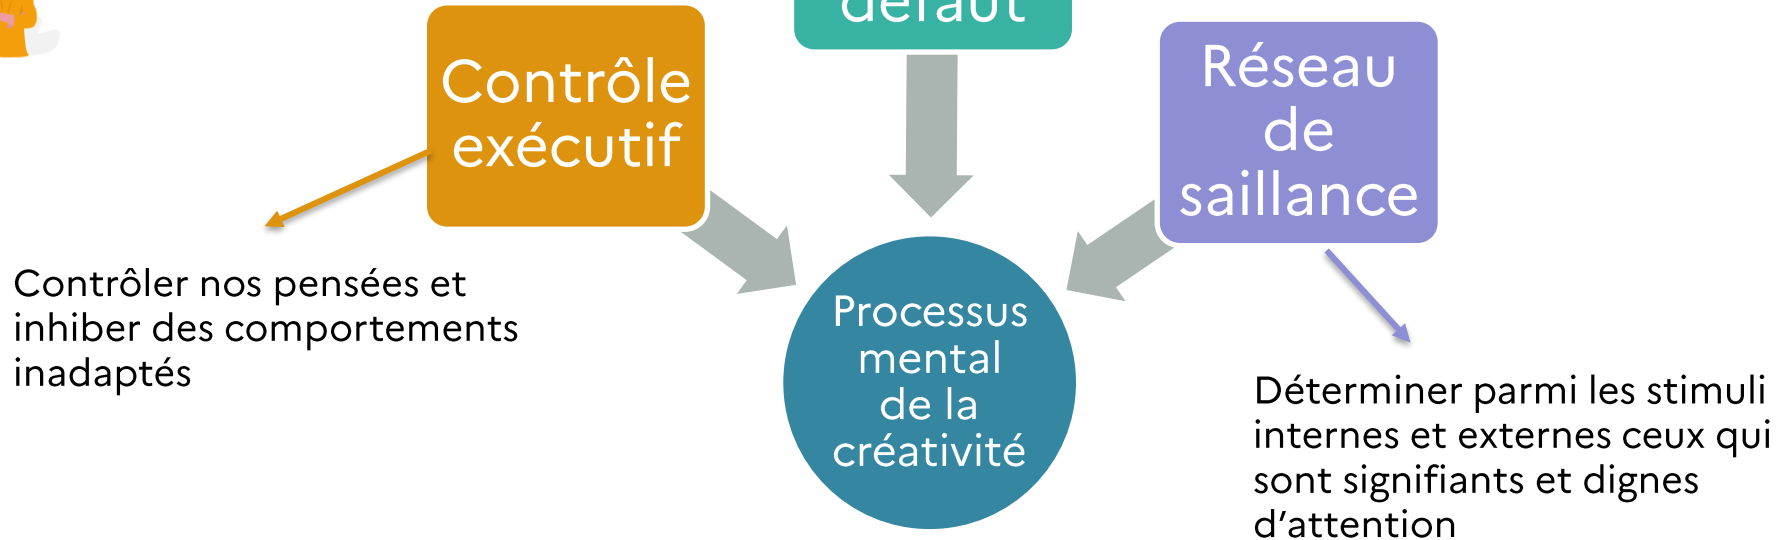 défaut
Contrôle
exécutif
Réseau
de
saillance
Contrôler nos pensées et
inhiber des comportements
inadaptés
Processus
mental
de la
créativité
Déterminer parmi les stimuli
internes et externes ceux qui
sont signifiants et dignes
d’attention